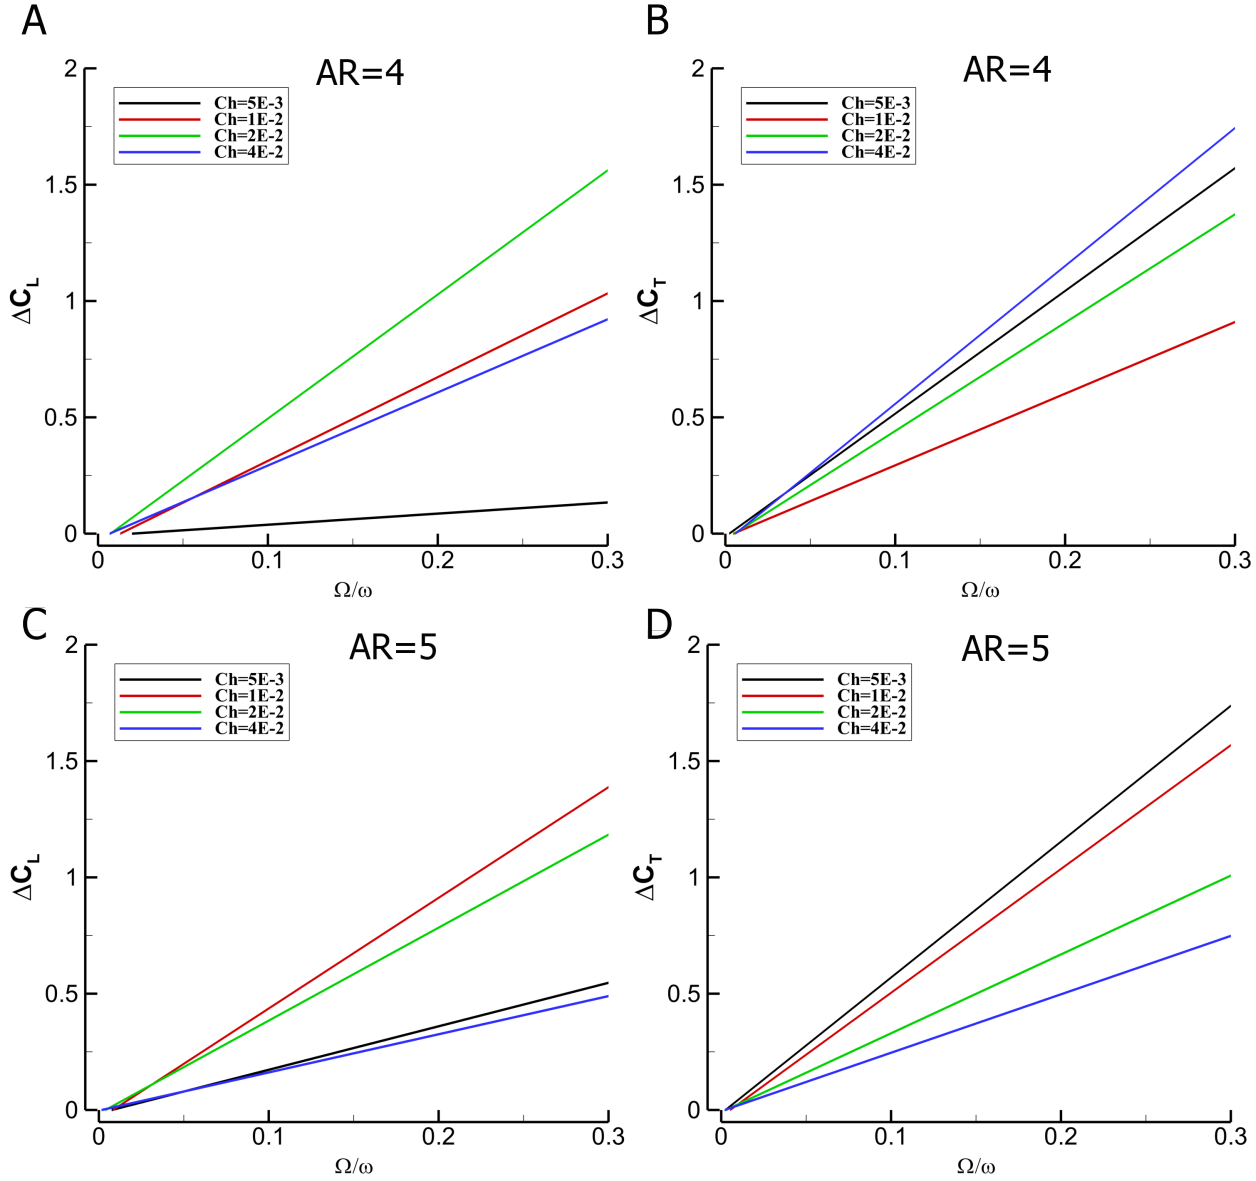 A
AR=4
2
1.5
1
0.5
0
Ch=5E-3
Ch=1E-2
Ch=2E-2
Ch=4E-2
ΔC_L
0 0.1 0.2 0.3
Ω/ω
B
AR=4
2
1.5
1
0.5
0
Ch=5E-3
Ch=1E-2
Ch=2E-2
Ch=4E-2
ΔC_T
0 0.1 0.2 0.3
Ω/ω
C
AR=5
2
1.5
1
0.5
0
Ch=5E-3
Ch=1E-2
Ch=2E-2
Ch=4E-2
ΔC_L
0 0.1 0.2 0.3
Ω/ω
D
AR=5
2
1.5
1
0.5
0
Ch=5E-3
Ch=1E-2
Ch=2E-2
Ch=4E-2
ΔC_T
0 0.1 0.2 0.3
Ω/ω